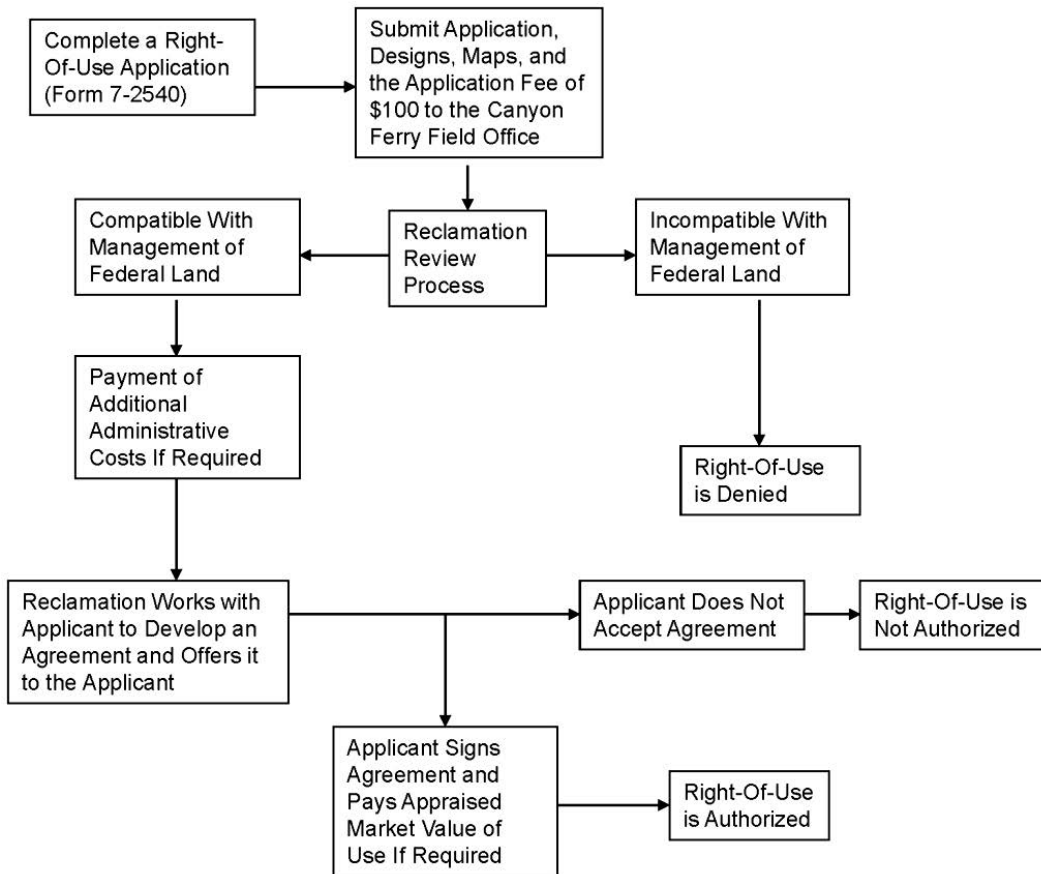 Complete a Right-
Of-Use Application
(Form 7-2540)
Submit Application,
Designs, Maps, and
the Application Fee of
$100 to the Canyon
Ferry Field Office
Compatible With
Management of
Federal Land
Reclamation
Review
Process
Incompatible With
Management of
Federal Land
Payment of
Additional
Administrative
Costs If Required
Right-Of-Use
is Denied
Reclamation Works with
Applicant to Develop an
Agreement and Offers it
to the Applicant
Applicant Does Not
Accept Agreement
Right-Of-Use is
Not Authorized
Applicant Signs
Agreement and
Pays Appraised
Market Value of
Use If Required
Right-Of-Use
is Authorized